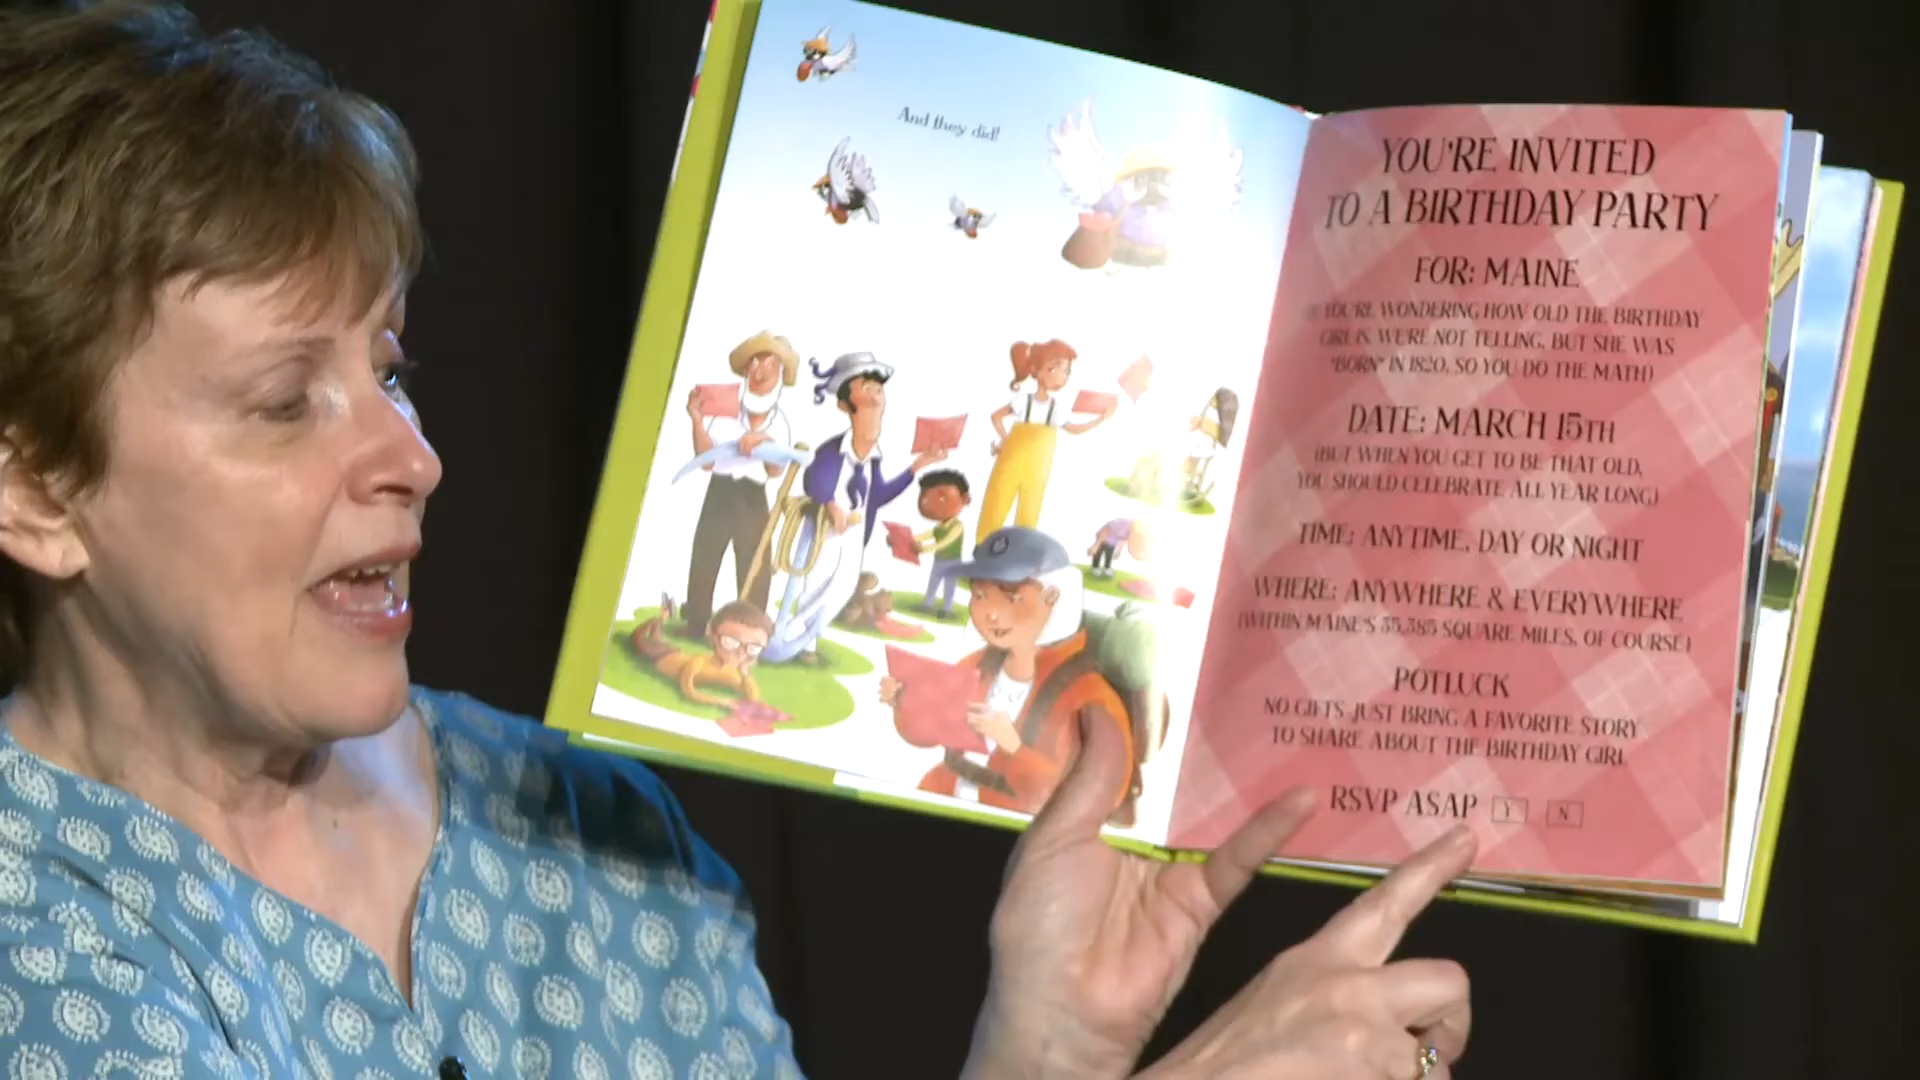 And they did!
YOU'RE INVITED
TO A BIRTHDAY PARTY
FOR: MAINE
YOU'RE WONDERING HOW OLD THE BIRTHDAY
GIRL IS, WE'RE NOT TELLING, BUT SHE WAS
"BORN" IN 1820, SO YOU DO THE MATH)
DATE: MARCH 15TH
(BUT WHEN YOU GET TO BE THAT OLD,
YOU SHOULD CELEBRATE ALL YEAR LONG)
TIME: ANYTIME, DAY OR NIGHT
WHERE: ANYWHERE & EVERYWHERE
(WITHIN MAINE'S 35,385 SQUARE MILES, OF COURSE)
POTLUCK
NO GIFTS-JUST BRING A FAVORITE STORY
TO SHARE ABOUT THE BIRTHDAY GIRL
RSVP ASAP Y N